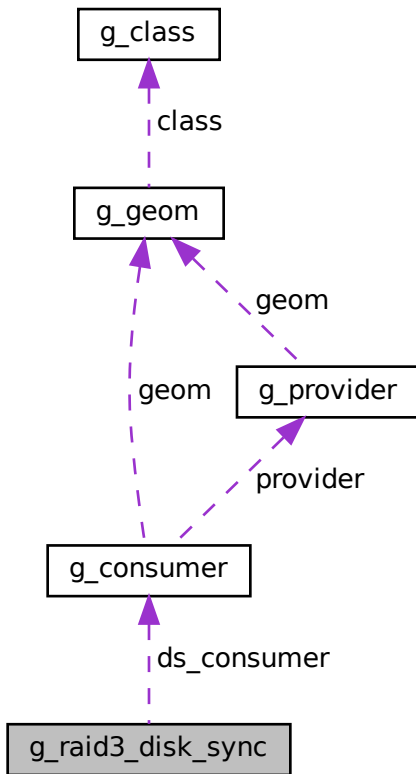 g_class
class
g_geom
geom
geom
g_provider
provider
g_consumer
ds_consumer
g_raid3_disk_sync